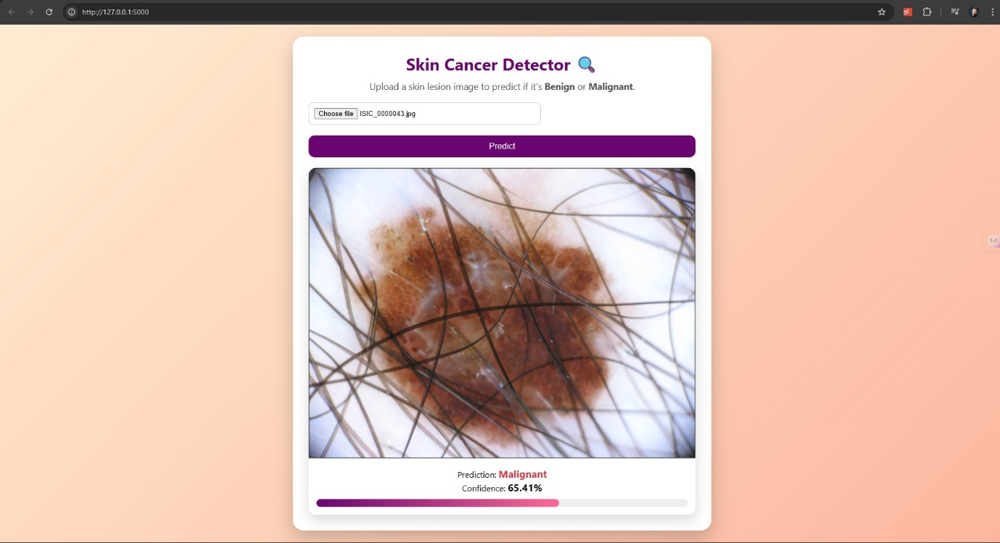 http://127.0.0.1:5000
Skin Cancer Detector
Upload a skin lesion image to predict if it's Benign or Malignant.
Choose file ISIC_0000043.jpg
Predict
Prediction: Malignant
Confidence: 65.41%